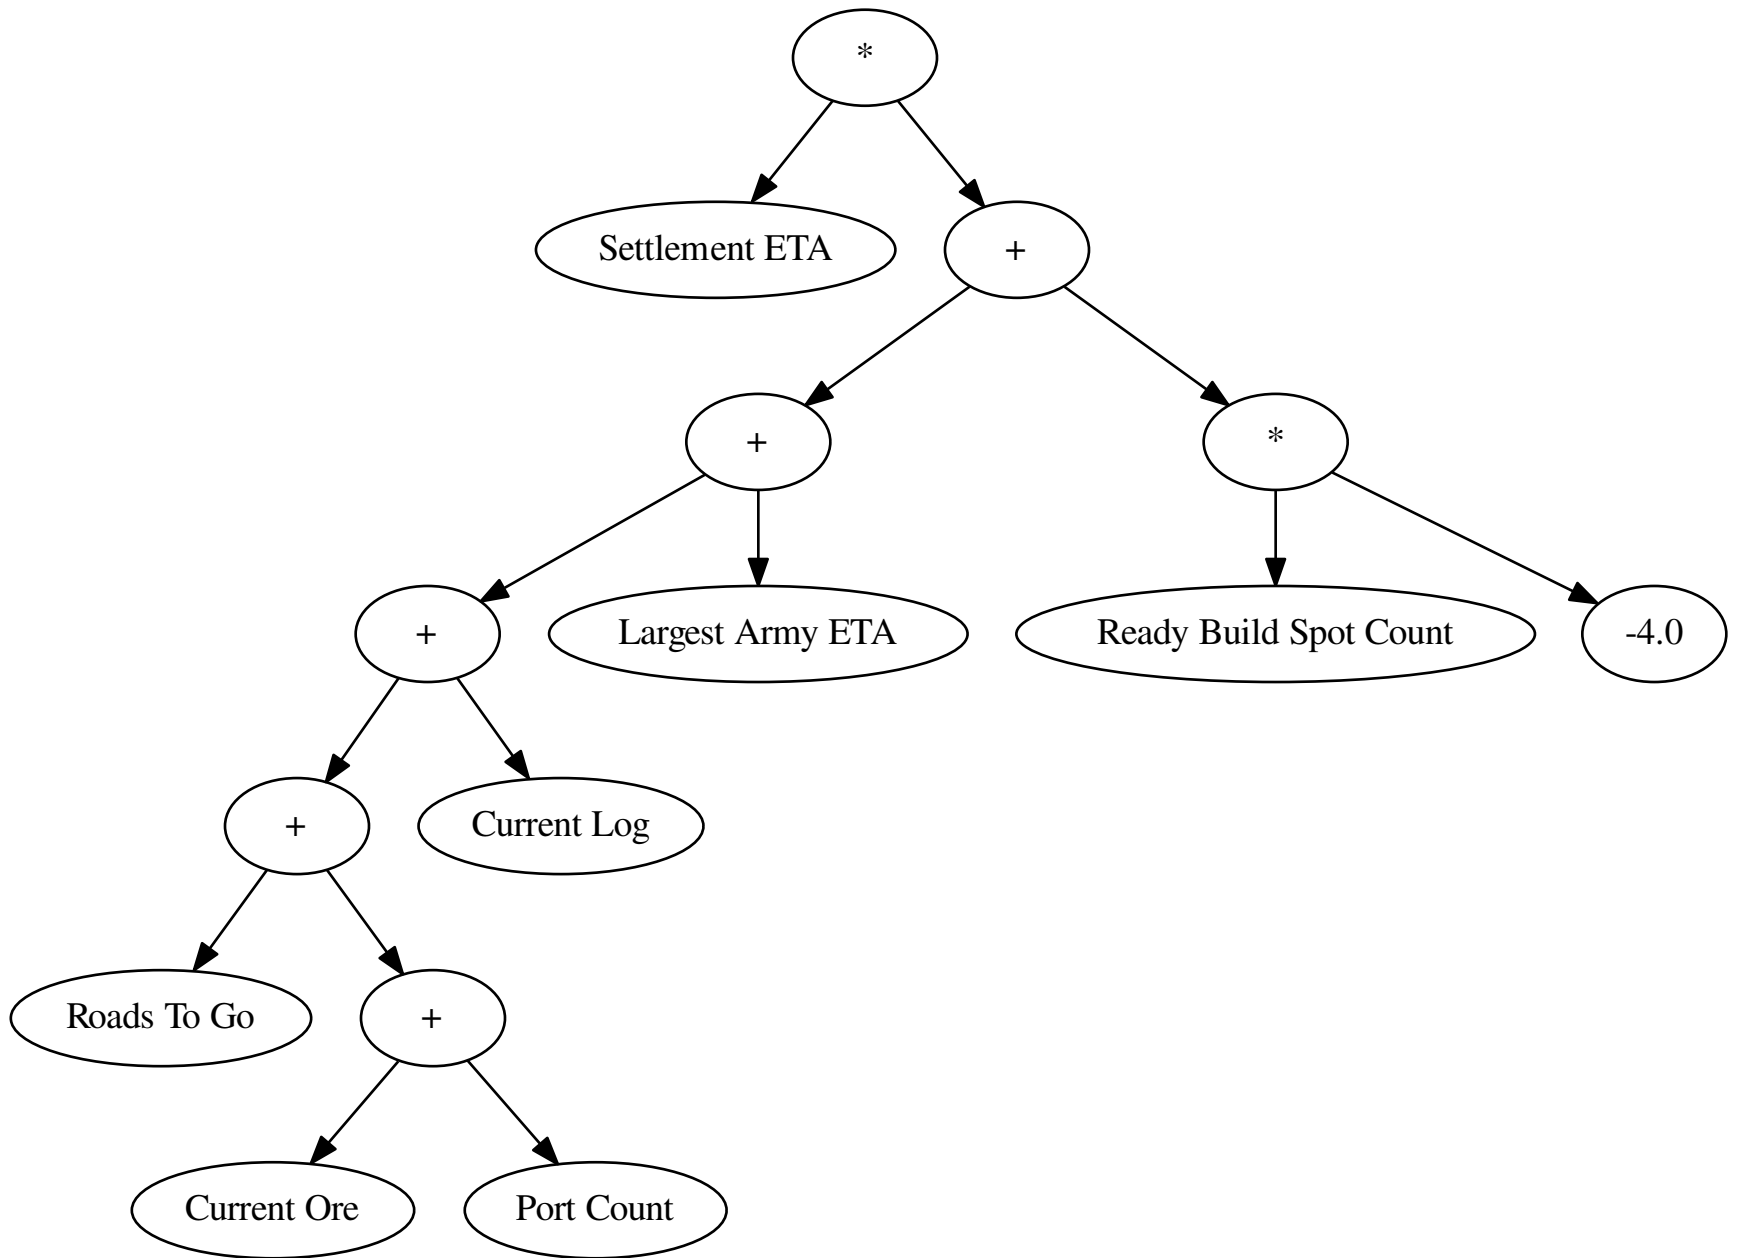 *
Settlement ETA
+
+
*
+
Largest Army ETA
Ready Build Spot Count
-4.0
+
Current Log
Roads To Go
+
Current Ore
Port Count